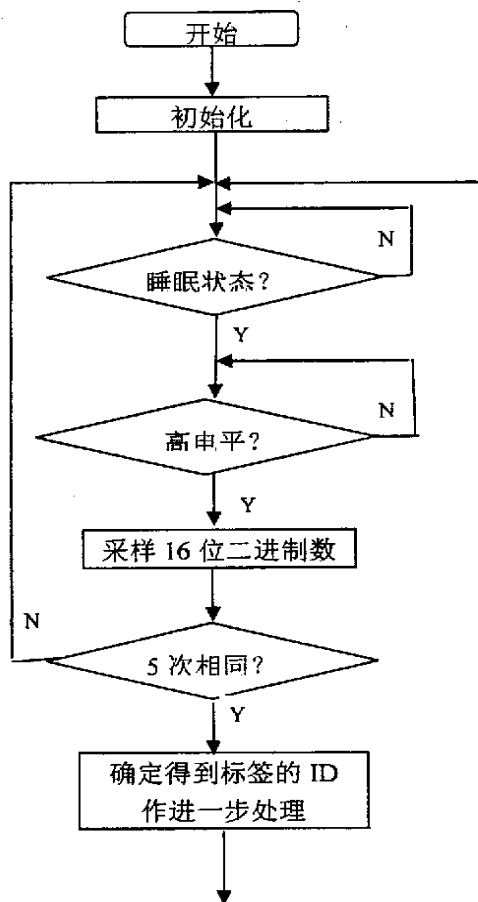 开始
初始化
N
睡眠状态？
Y
N
高电平？
Y
采样 16 位二进制数
N
5 次相同？
Y
确定得到标签的 ID
作进一步处理